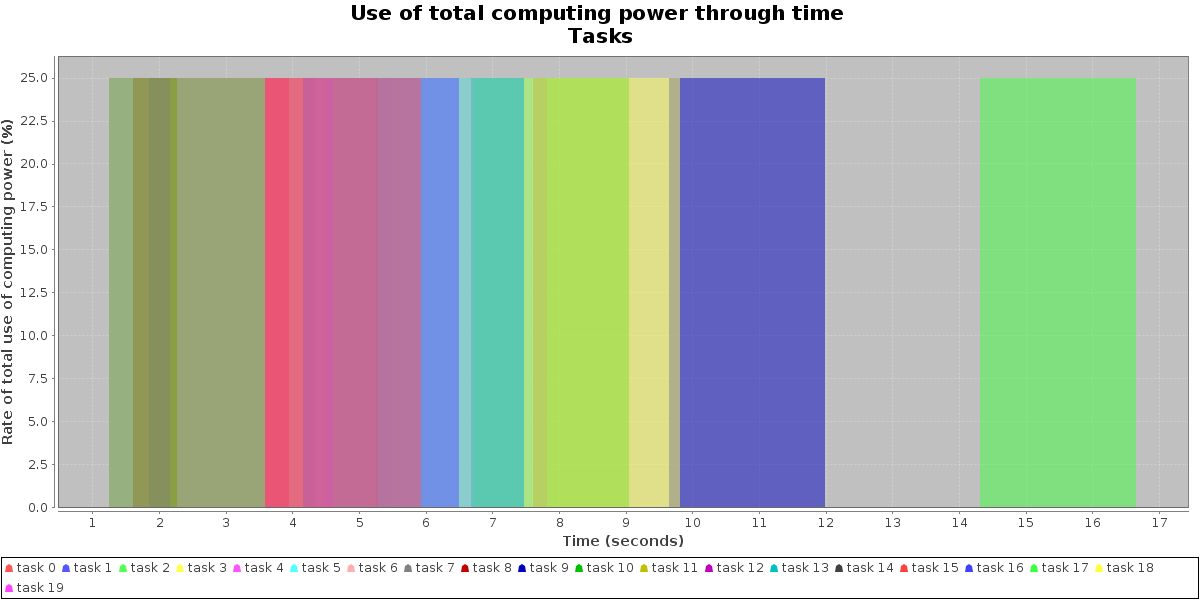 Use of total computing power through time
Tasks
Rate of total use of computing power (%)
25.0
22.5
20.0
17.5
15.0
12.5
10.0
7.5
5.0
2.5
0.0
1 2 3 4 5 6 7 8 9 10 11 12 13 14 15 16 17
Time (seconds)
task 0 task 1 task 2 task 3 task 4 task 5 task 6 task 7 task 8 task 9 task 10 task 11 task 12 task 13 task 14 task 15 task 16 task 17 task 18
task 19